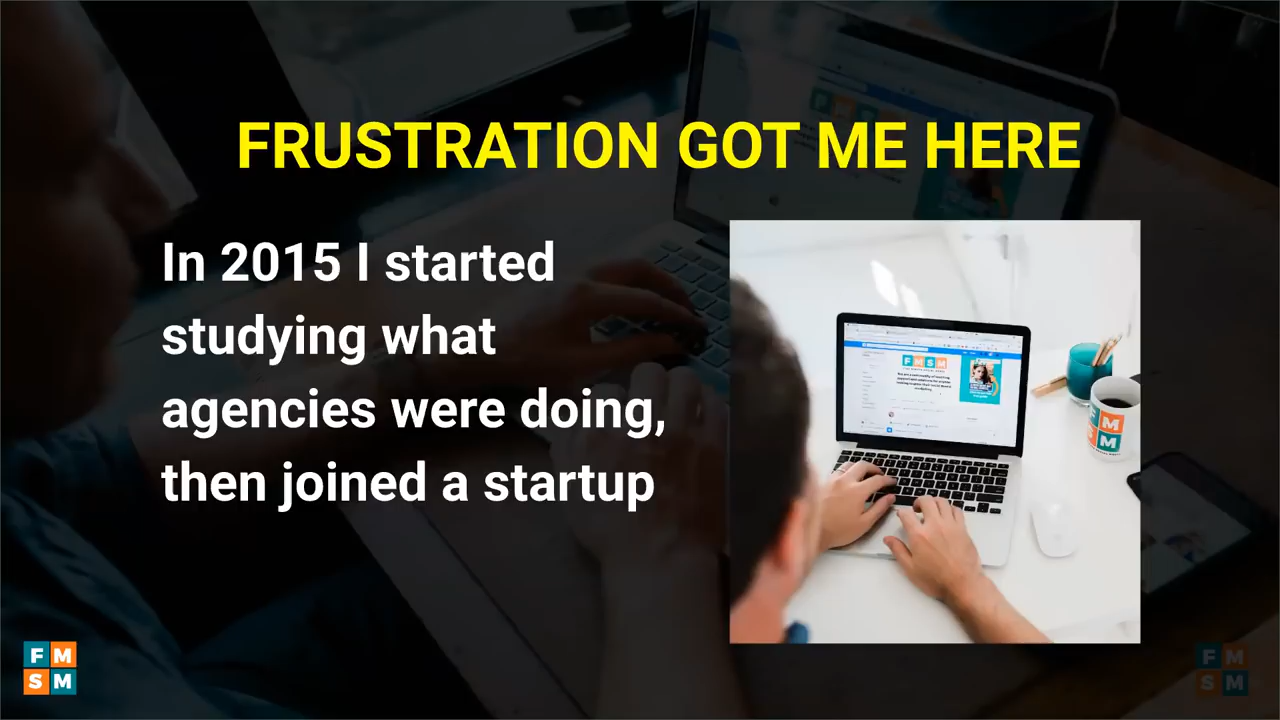 FRUSTRATION GOT ME HERE
In 2015 I started
studying what
agencies were doing,
then joined a startup
F M S M
F M
S M
F M
S M
F M
S M